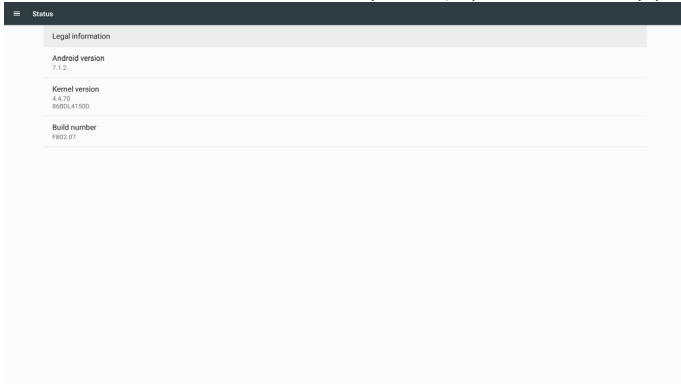 Status
Legal information
Android version
7.1.2
Kernel version
4.4.70
86BDL4150D
Build number
FB02.07